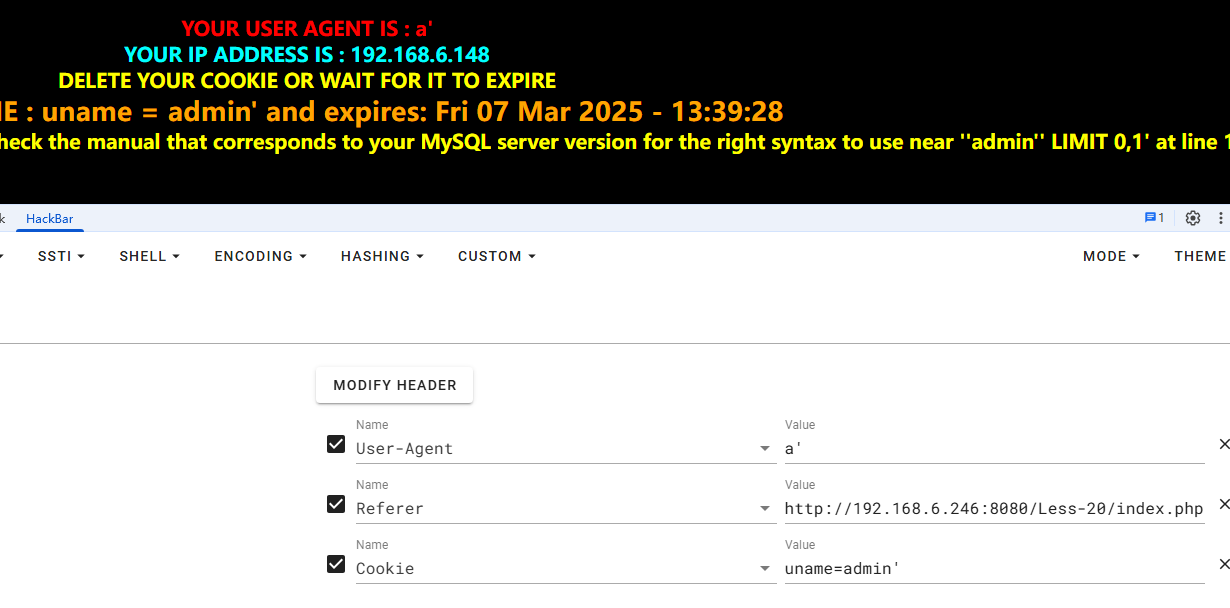 YOUR USER AGENT IS : a'
YOUR IP ADDRESS IS : 192.168.6.148
DELETE YOUR COOKIE OR WAIT FOR IT TO EXPIRE
IE : uname = admin' and expires: Fri 07 Mar 2025 - 13:39:28
heck the manual that corresponds to your MySQL server version for the right syntax to use near ''admin'' LIMIT 0,1' at line 1
k HackBar 1
SSTI SHELL ENCODING HASHING CUSTOM MODE THEME
MODIFY HEADER
Name Value
User-Agent a'
Name Value
Referer http://192.168.6.246:8080/Less-20/index.php
Name Value
Cookie uname=admin'